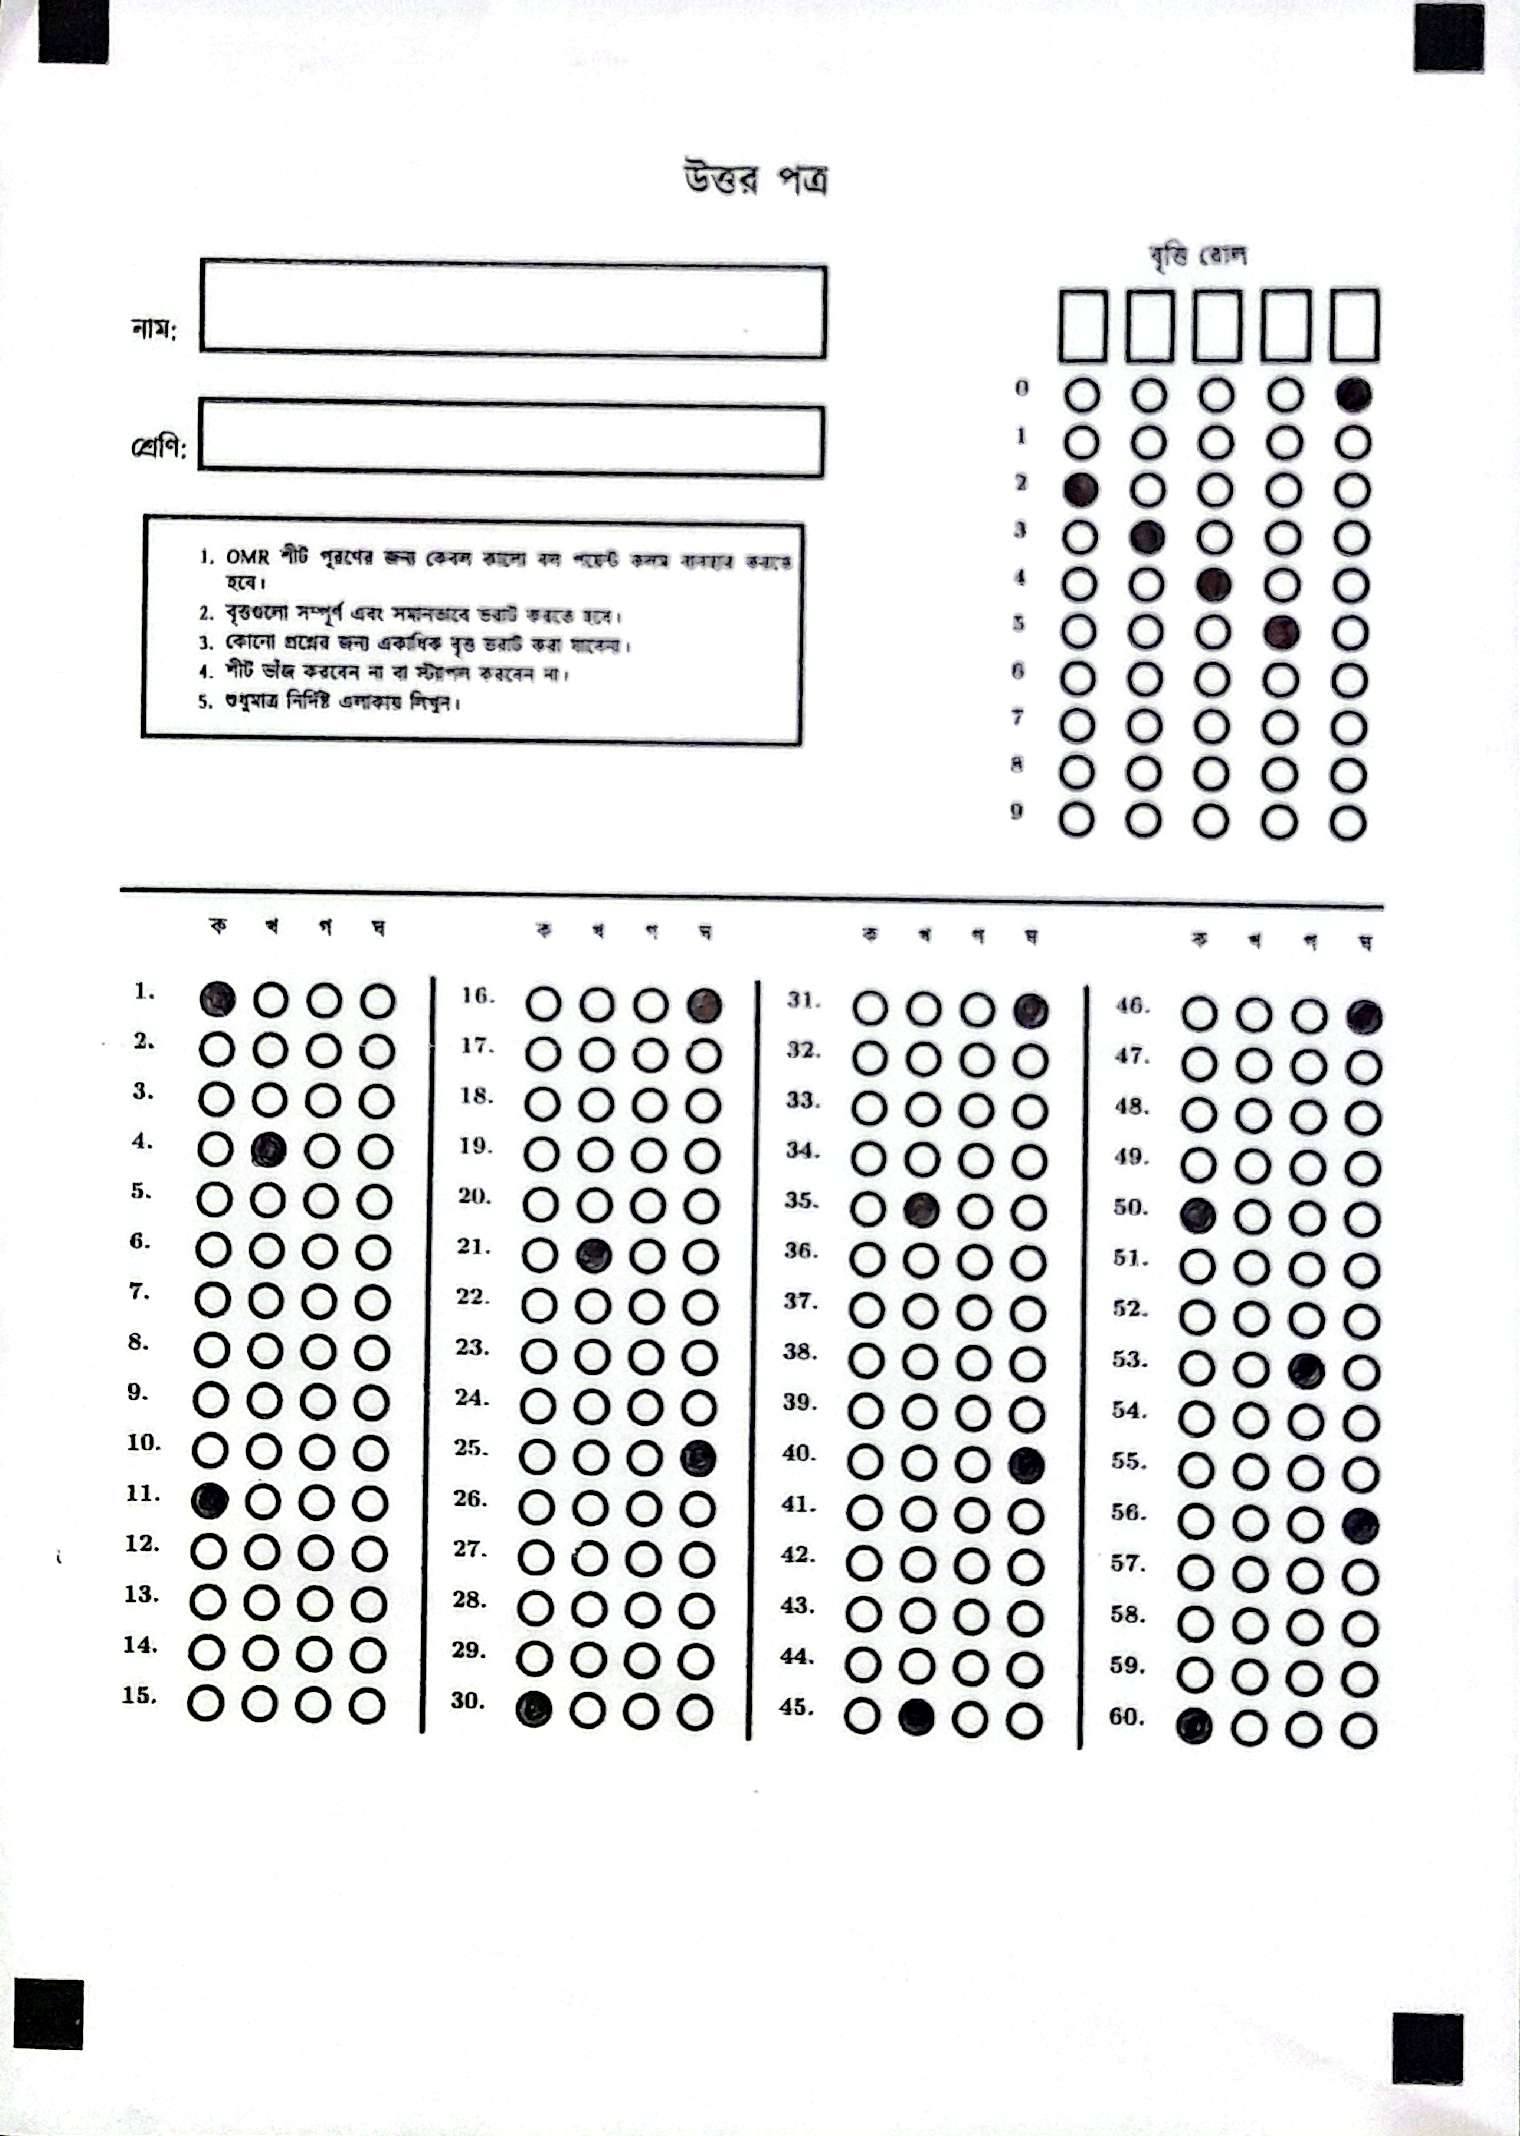 উত্তর পত্র
বৃত্তি রোল
নাম:
শ্রেণি:
1. OMR শীট পূরণের জন্য কেবল কালো বল পয়েন্ট কলম ব্যবহার করতে
হবে।
2. বৃত্তগুলো সম্পূর্ণ এবং সমানভাবে ভরাট করতে হবে।
3. কোনো প্রশ্নের জন্য একাধিক বৃত্ত ভরাট করা যাবেনা।
4. শীট ভাঁজ করবেন না বা স্ট্যাপল করবেন না।
5. শুধুমাত্র নির্দিষ্ট এলাকায় লিখুন।
0
1
2
3
4
5
6
7
8
9
ক খ গ ঘ ক খ গ ঘ ক খ গ ঘ ক খ গ ঘ
1. 16. 31. 46.
2. 17. 32. 47.
3. 18. 33. 48.
4. 19. 34. 49.
5. 20. 35. 50.
6. 21. 36. 51.
7. 22. 37. 52.
8. 23. 38. 53.
9. 24. 39. 54.
10. 25. 40. 55.
11. 26. 41. 56.
12. 27. 42. 57.
13. 28. 43. 58.
14. 29. 44. 59.
15. 30. 45. 60.